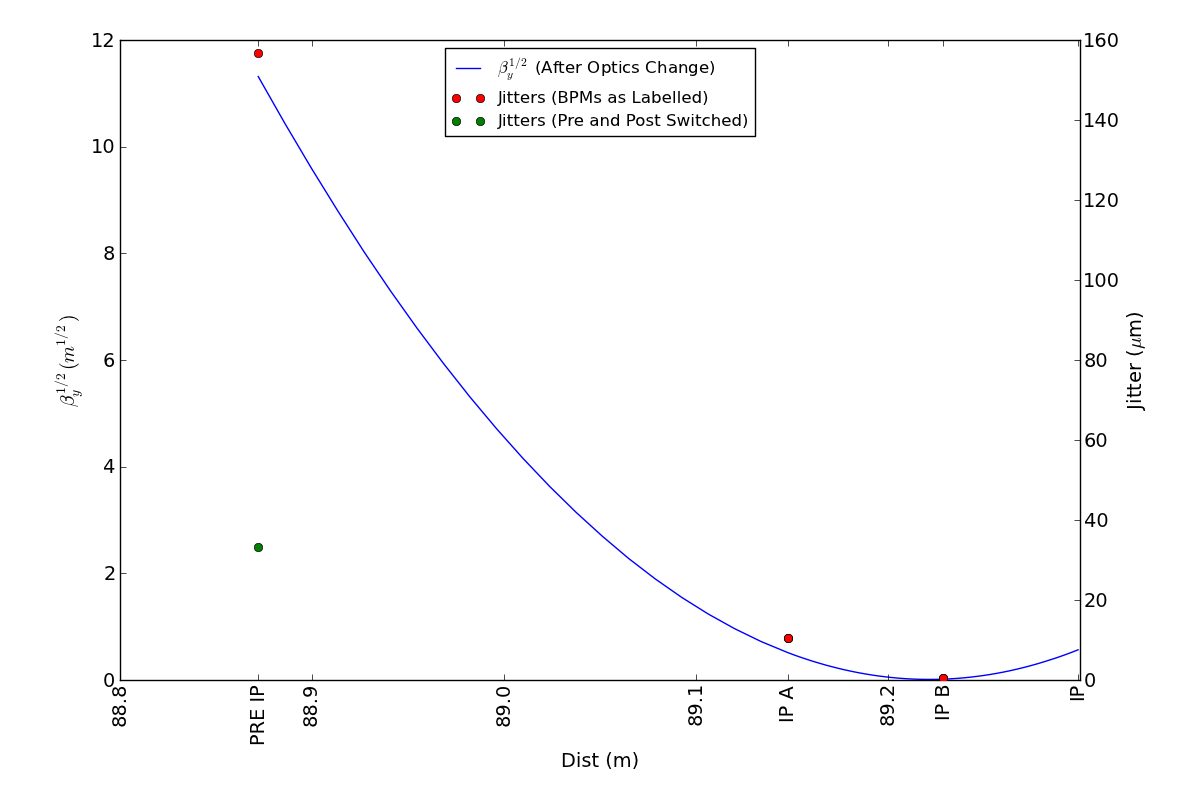 β_y^{1/2} (After Optics Change)
Jitters (BPMs as Labelled)
Jitters (Pre and Post Switched)
12
10
8
6
4
2
0
β_y^{1/2} (m^{1/2})
160
140
120
100
80
60
40
20
0
Jitter (μm)
88.8
PRE IP
88.9
89.0
89.1
IP A
89.2
IP B
IP
Dist (m)